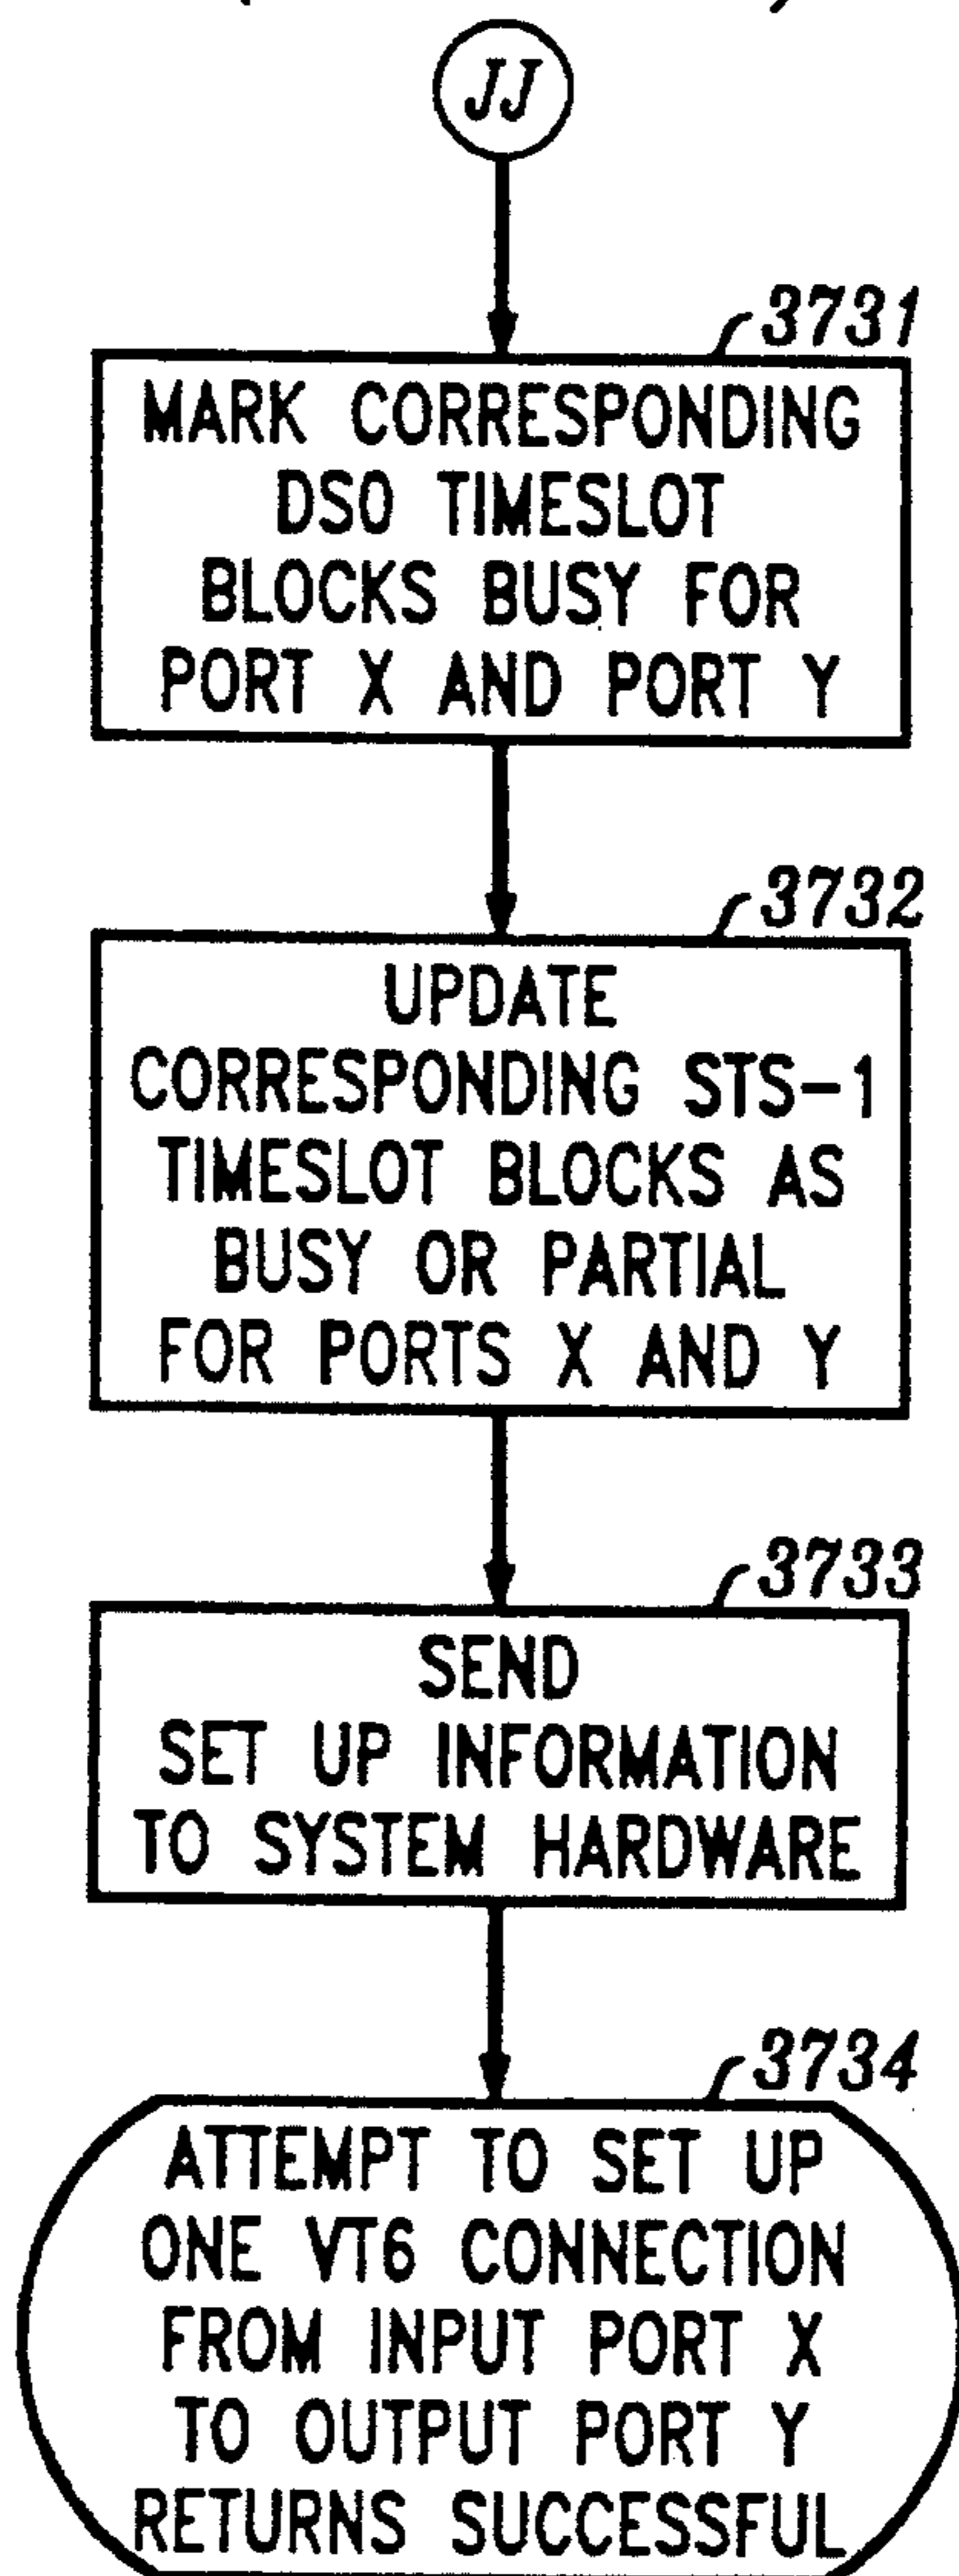 JJ
3731
MARK CORRESPONDING
DS0 TIMESLOT
BLOCKS BUSY FOR
PORT X AND PORT Y
3732
UPDATE
CORRESPONDING STS-1
TIMESLOT BLOCKS AS
BUSY OR PARTIAL
FOR PORTS X AND Y
3733
SEND
SET UP INFORMATION
TO SYSTEM HARDWARE
3734
ATTEMPT TO SET UP
ONE VT6 CONNECTION
FROM INPUT PORT X
TO OUTPUT PORT Y
RETURNS SUCCESSFUL